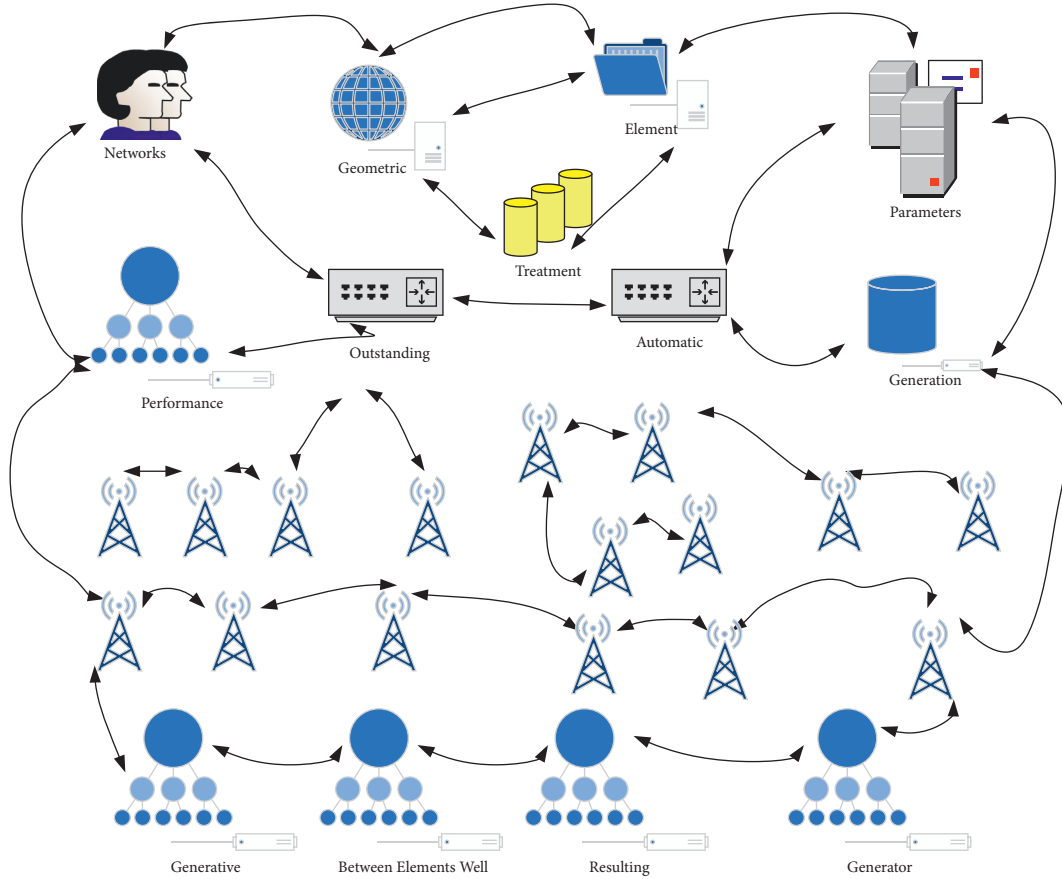 Networks
Geometric
Element
Parameters
Treatment
Outstanding
Automatic
Generation
Performance
Generative
Between Elements Well
Resulting
Generator